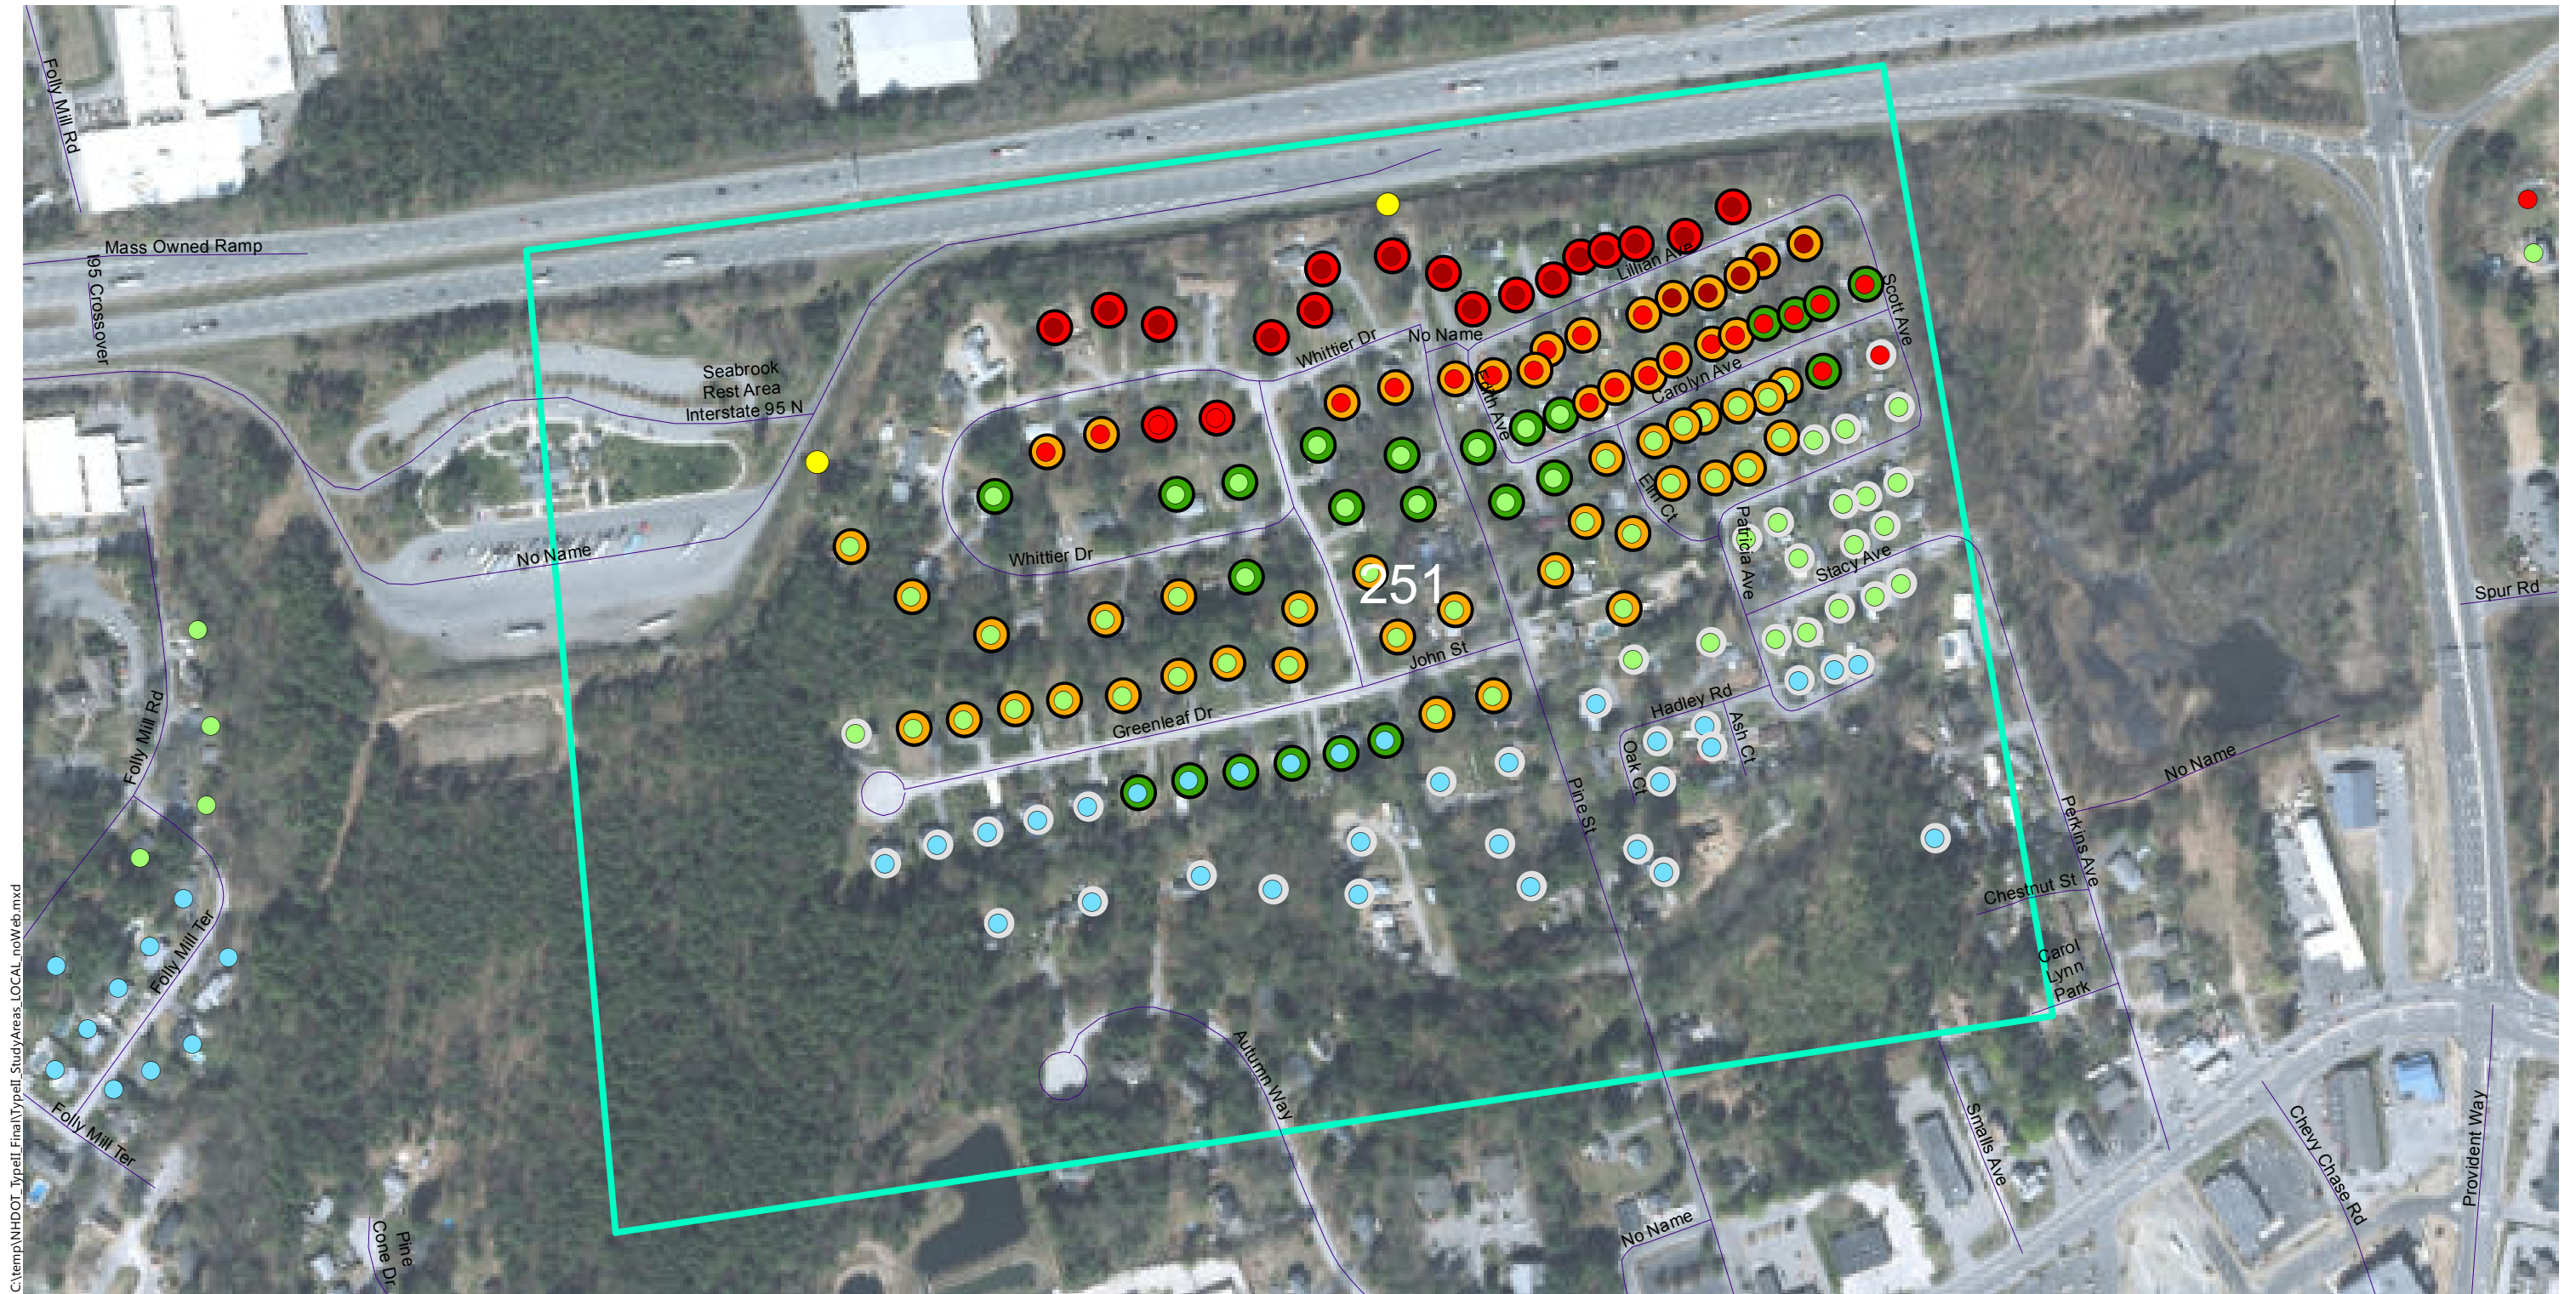 Folly Mill Rd
Mass Owned Ramp
I95 Crossover
Seabrook
Rest Area
Interstate 95 N
No Name
Whittier Dr
No Name
Lillian Ave
Scott Ave
Edith Ave
Carolyn Ave
Elm Ct
Patricia Ave
Stacy Ave
Whittier Dr
251
John St
Greenleaf Dr
Hadley Rd
Ash Ct
Oak Ct
Pine St
Perkins Ave
Spur Rd
No Name
Chestnut St
Carol
Lynn
Park
Folly Mill Rd
Folly Mill Ter
Folly Mill Ter
Pine
Cone Dr
Autumn Way
No Name
Smalls Ave
Chevy Chase Rd
Provident Way
C:\temp\NHDOT_TypeII_Final\TypeII_StudyAreas_LOCAL_noWeb.mxd